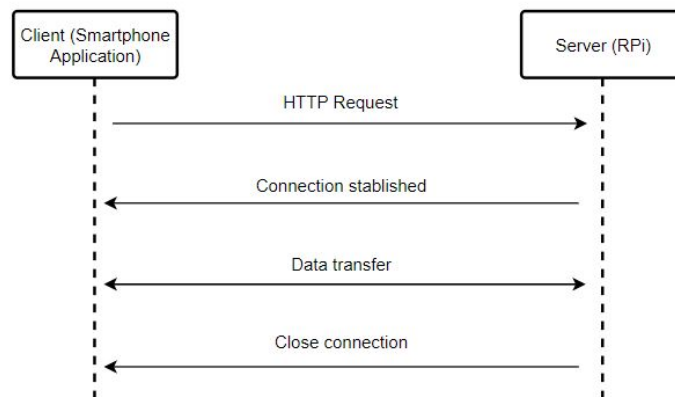 Client (Smartphone
Application)
Server (RPi)
HTTP Request
Connection stablished
Data transfer
Close connection